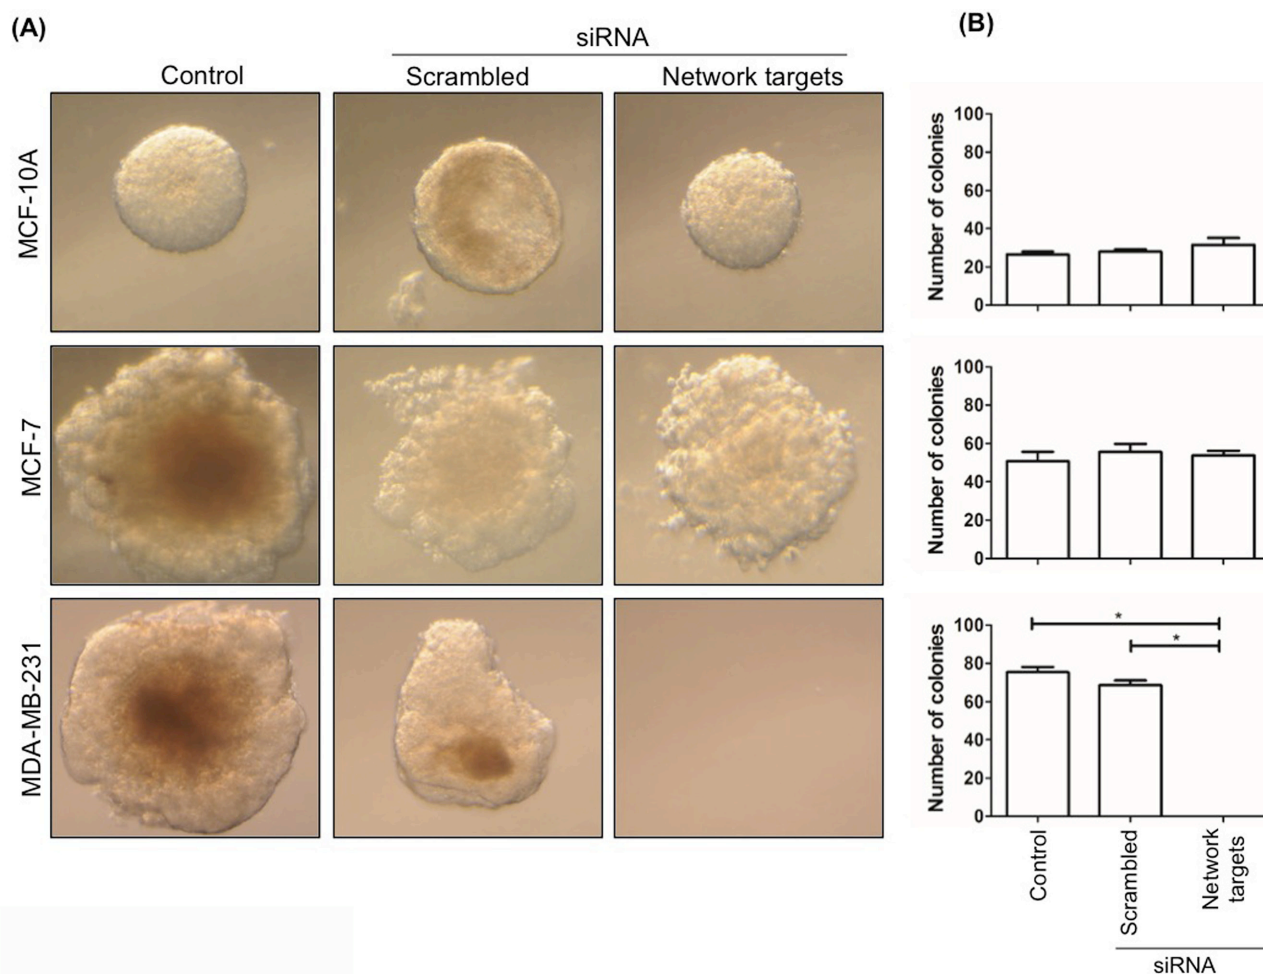 (A)
(B)
siRNA
Control
Scrambled
Network targets
MCF-10A
MCF-7
MDA-MB-231
Number of colonies
100
80
60
40
20
0
Number of colonies
100
80
60
40
20
0
Number of colonies
100
80
60
40
20
0
*
*
Control
Scrambled
Network
targets
siRNA